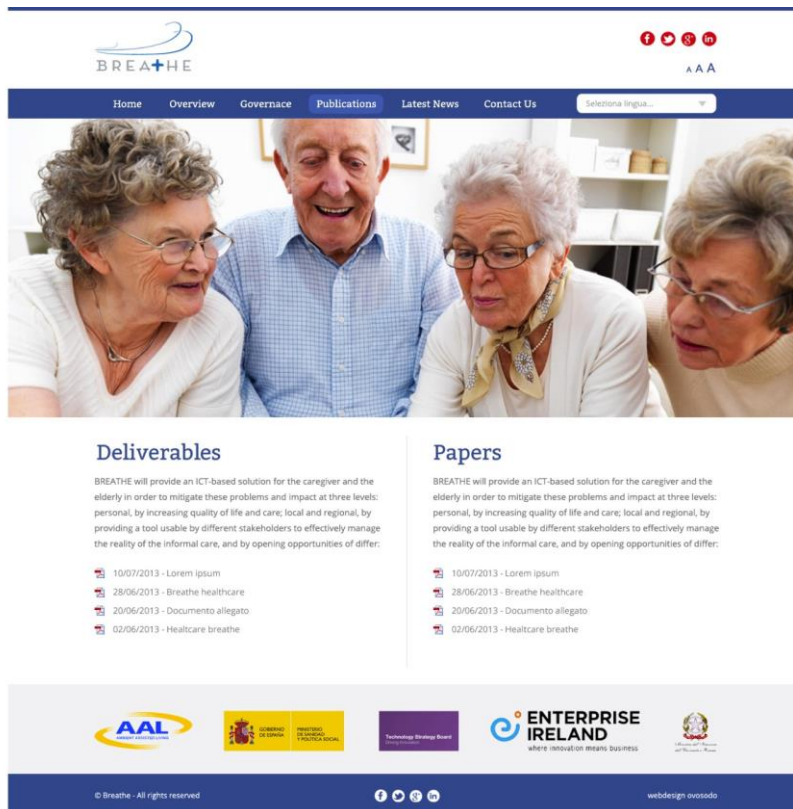 BREATHE
A A A
Home Overview Governace Publications Latest News Contact Us Seleziona lingua...
Deliverables
BREATHE will provide an ICT-based solution for the caregiver and the
elderly in order to mitigate these problems and impact at three levels:
personal, by increasing quality of life and care; local and regional, by
providing a tool usable by different stakeholders to effectively manage
the reality of the informal care, and by opening opportunities of differ:
10/07/2013 - Lorem ipsum
28/06/2013 - Breathe healthcare
20/06/2013 - Documento allegato
02/06/2013 - Healtcare breathe
Papers
BREATHE will provide an ICT-based solution for the caregiver and the
elderly in order to mitigate these problems and impact at three levels:
personal, by increasing quality of life and care; local and regional, by
providing a tool usable by different stakeholders to effectively manage
the reality of the informal care, and by opening opportunities of differ:
10/07/2013 - Lorem ipsum
28/06/2013 - Breathe healthcare
20/06/2013 - Documento allegato
02/06/2013 - Healtcare breathe
AAL
AMBIENT ASSISTED LIVING
GOBIERNO
DE ESPAÑA
MINISTERIO
DE SANIDAD
Y POLÍTICA SOCIAL
Technology Strategy Board
Driving Innovation
ENTERPRISE
IRELAND
where innovation means business
© Breathe - All rights reserved
webdesign ovosodo